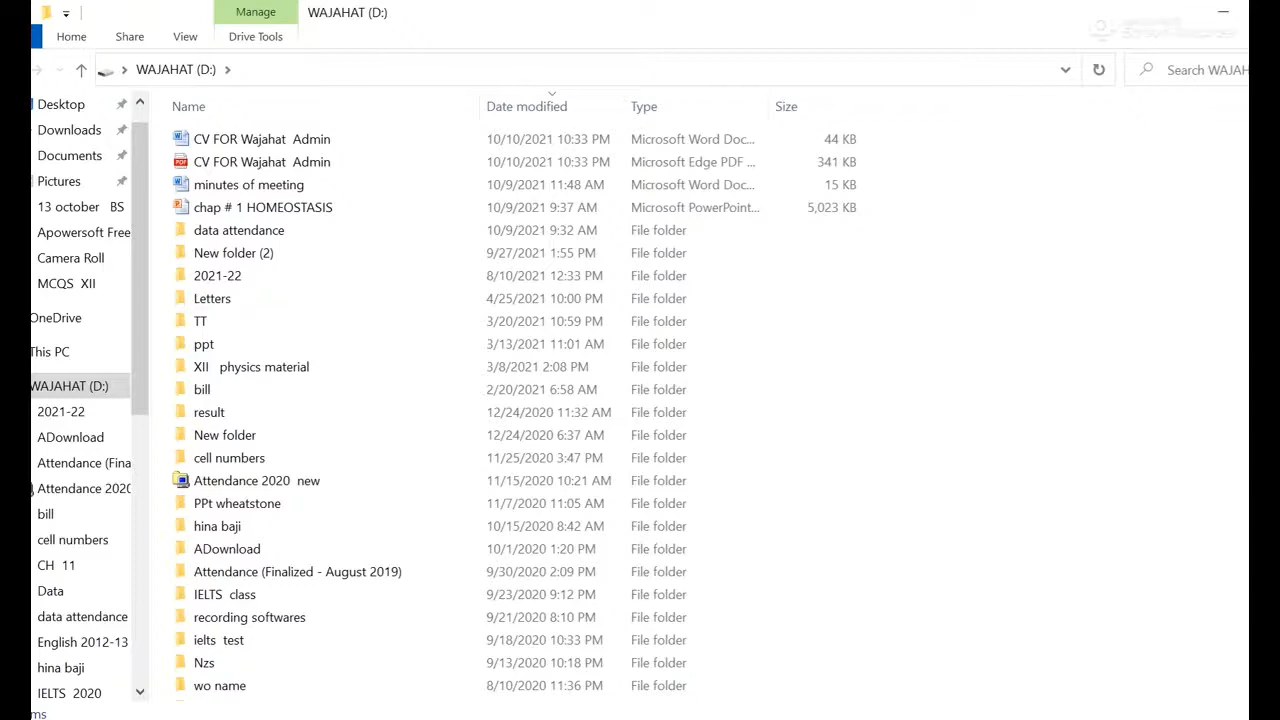 Manage WAJAHAT (D:)
Home Share View Drive Tools
WAJAHAT (D:) Search WAJAH
Name Date modified Type Size
Desktop
Downloads
Documents
Pictures
13 october BS
Apowersoft Free
Camera Roll
MCQS XII
OneDrive
This PC
WAJAHAT (D:)
2021-22
ADownload
Attendance (Fina
Attendance 2020
bill
cell numbers
CH 11
Data
data attendance
English 2012-13
hina baji
IELTS 2020
ms
CV FOR Wajahat Admin 10/10/2021 10:33 PM Microsoft Word Doc... 44 KB
CV FOR Wajahat Admin 10/10/2021 10:33 PM Microsoft Edge PDF ... 341 KB
minutes of meeting 10/9/2021 11:48 AM Microsoft Word Doc... 15 KB
chap # 1 HOMEOSTASIS 10/9/2021 9:37 AM Microsoft PowerPoint... 5,023 KB
data attendance 10/9/2021 9:32 AM File folder
New folder (2) 9/27/2021 1:55 PM File folder
2021-22 8/10/2021 12:33 PM File folder
Letters 4/25/2021 10:00 PM File folder
TT 3/20/2021 10:59 PM File folder
ppt 3/13/2021 11:01 AM File folder
XII physics material 3/8/2021 2:08 PM File folder
bill 2/20/2021 6:58 AM File folder
result 12/24/2020 11:32 AM File folder
New folder 12/24/2020 6:37 AM File folder
cell numbers 11/25/2020 3:47 PM File folder
Attendance 2020 new 11/15/2020 10:21 AM File folder
PPt wheatstone 11/7/2020 11:05 AM File folder
hina baji 10/15/2020 8:42 AM File folder
ADownload 10/1/2020 1:20 PM File folder
Attendance (Finalized - August 2019) 9/30/2020 2:09 PM File folder
IELTS class 9/23/2020 9:12 PM File folder
recording softwares 9/21/2020 8:10 PM File folder
ielts test 9/18/2020 10:33 PM File folder
Nzs 9/13/2020 10:18 PM File folder
wo name 8/10/2020 11:36 PM File folder